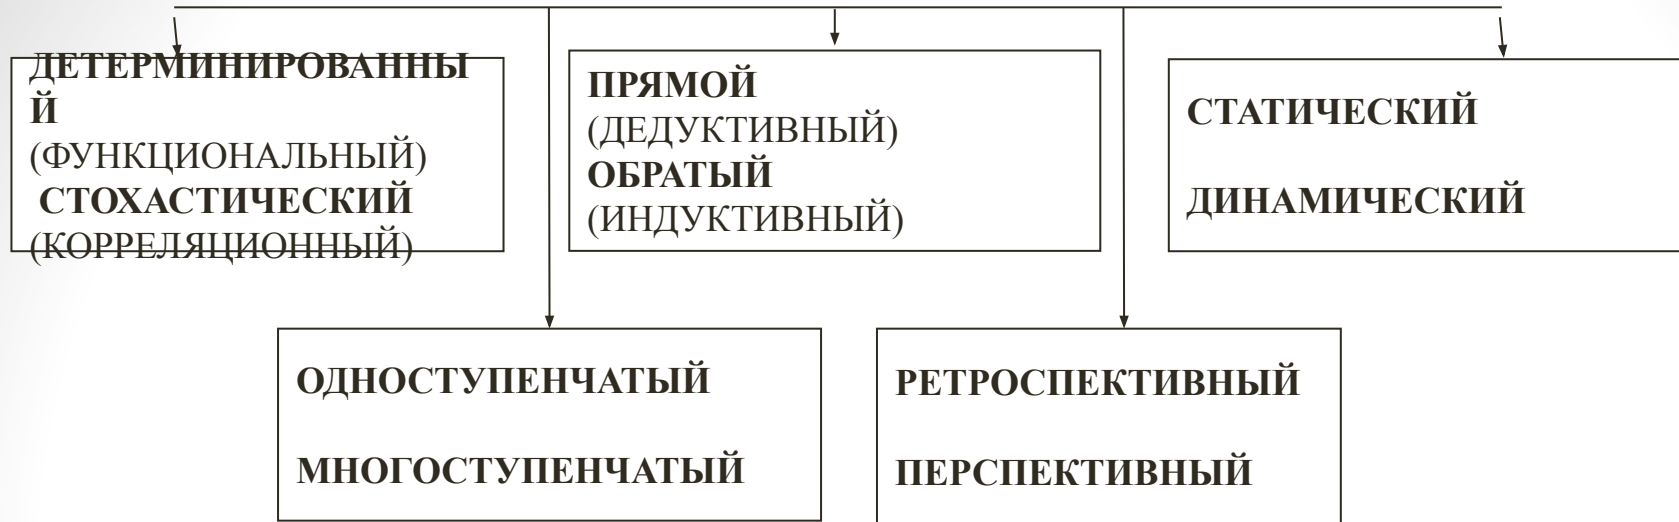 ДЕТЕРМИНИРОВАННЫ
Й
(ФУНКЦИОНАЛЬНЫЙ)
СТОХАСТИЧЕСКИЙ
(КОРРЕЛЯЦИОННЫЙ)
ПРЯМОЙ
(ДЕДУКТИВНЫЙ)
ОБРАТЫЙ
(ИНДУКТИВНЫЙ)
СТАТИЧЕСКИЙ
ДИНАМИЧЕСКИЙ
ОДНОСТУПЕНЧАТЫЙ
МНОГОСТУПЕНЧАТЫЙ
РЕТРОСПЕКТИВНЫЙ
ПЕРСПЕКТИВНЫЙ